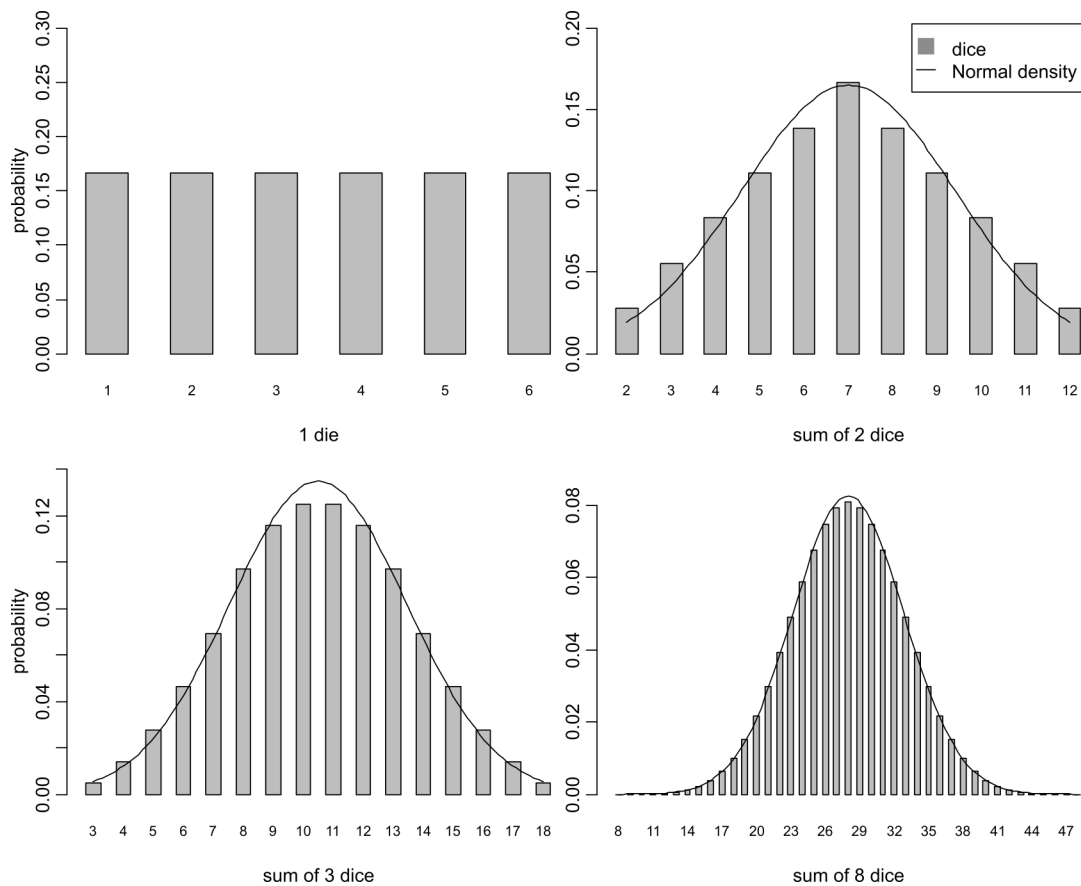 0.30
0.25
0.20
0.15
0.10
0.05
0.00
probability
1 2 3 4 5 6
1 die
0.20
0.15
0.10
0.05
0.00
dice
Normal density
2 3 4 5 6 7 8 9 10 11 12
sum of 2 dice
0.12
0.08
0.04
0.00
probability
3 4 5 6 7 8 9 10 11 12 13 14 15 16 17 18
sum of 3 dice
0.08
0.06
0.04
0.02
0.00
8 11 14 17 20 23 26 29 32 35 38 41 44 47
sum of 8 dice